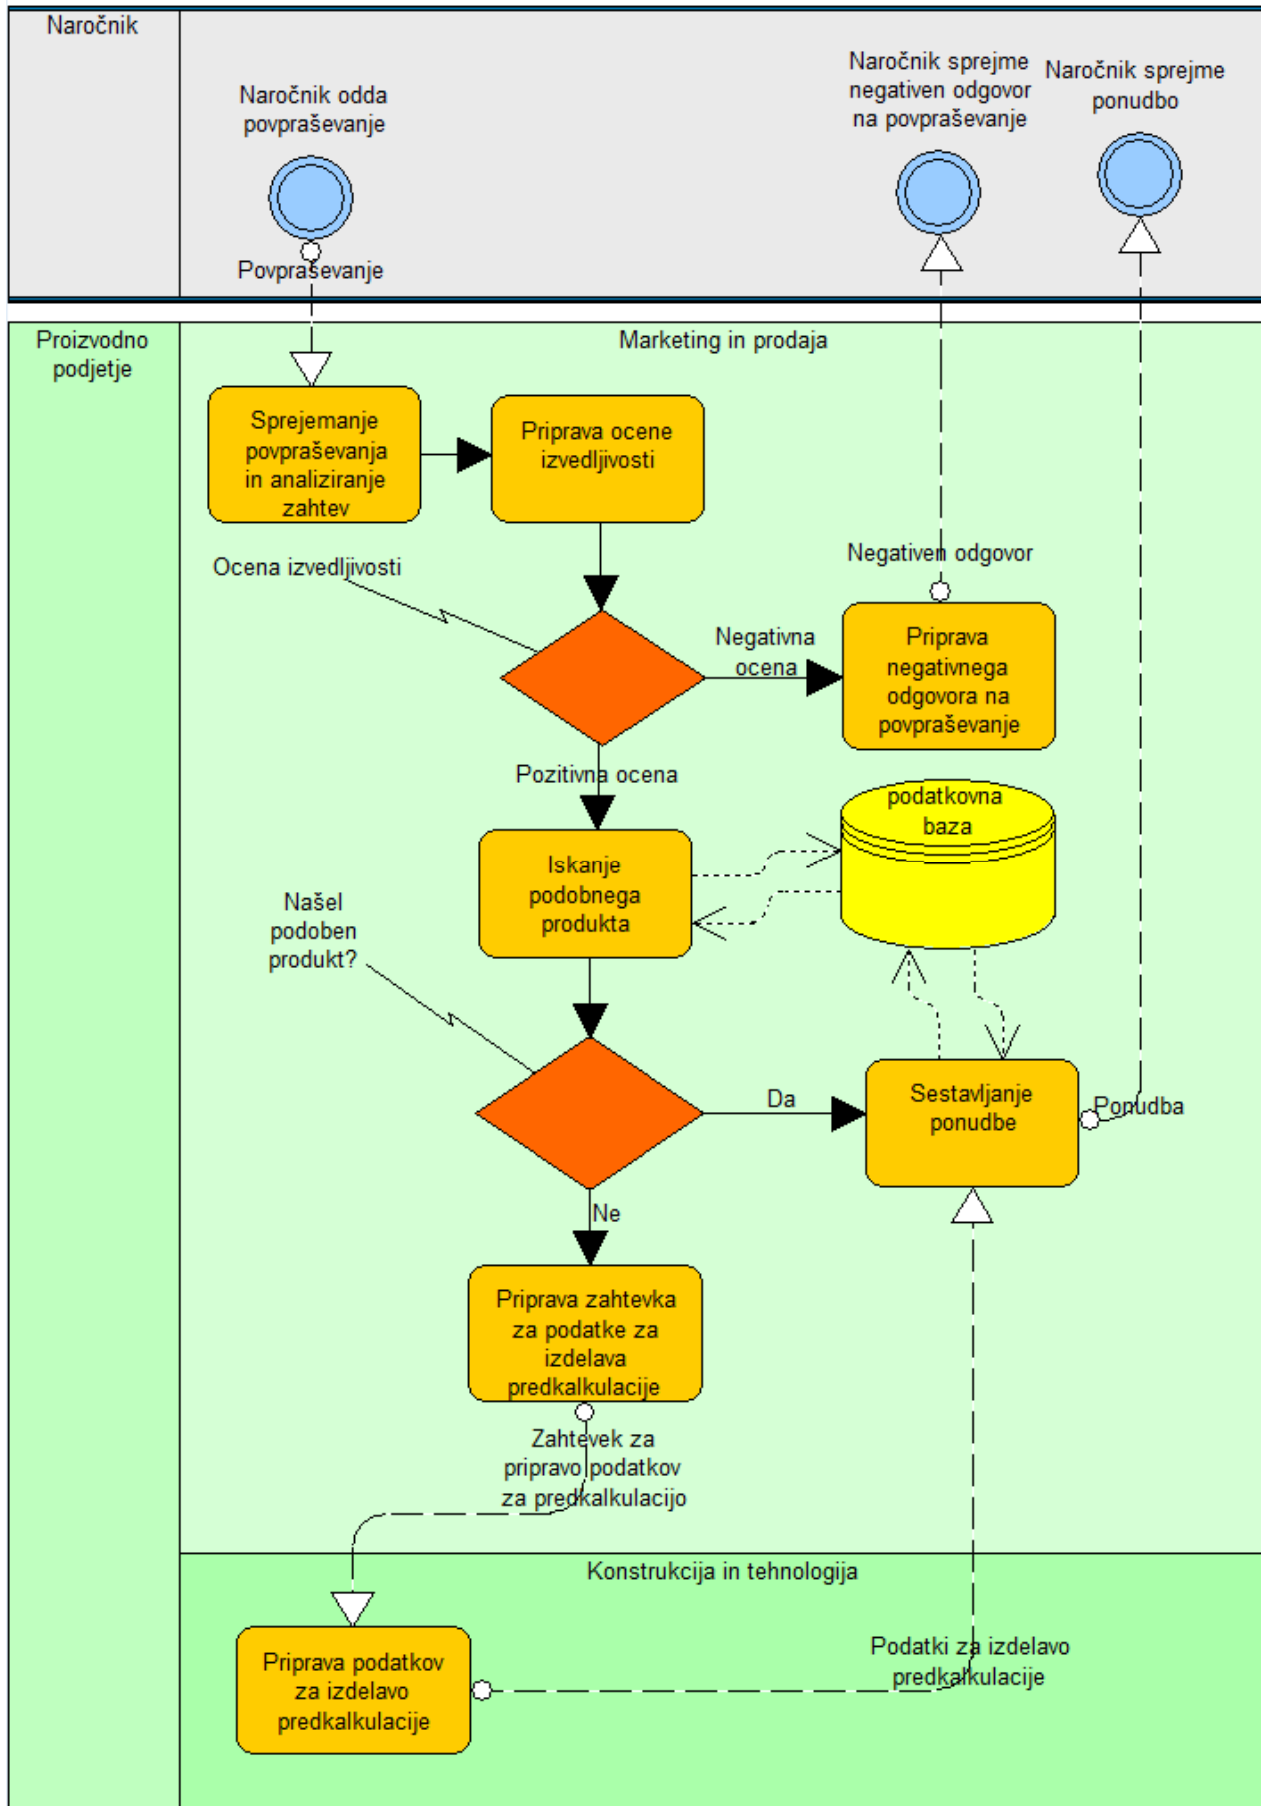 Naročnik
Naročnik odda
povpraševanje
Naročnik sprejme
negativen odgovor
na povpraševanje
Naročnik sprejme
ponudbo
Povpraševanje
Proizvodno
podjetje
Marketing in prodaja
Sprejemanje
povpraševanja
in analiziranje
zahtev
Priprava ocene
izvedljivosti
Ocena izvedljivosti
Negativen odgovor
Negativna
ocena
Priprava
negativnega
odgovora na
povpraševanje
Pozitivna ocena
podatkovna
baza
Iskanje
podobnega
produkta
Našel
podoben
produkt?
Da
Sestavljanje
ponudbe
Ponudba
Ne
Priprava zahtevka
za podatke za
izdelava
predkalkulacije
Zahtevek za
pripravo podatkov
za predkalkulacijo
Konstrukcija in tehnologija
Priprava podatkov
za izdelavo
predkalkulacije
Podatki za izdelavo
predkalkulacije